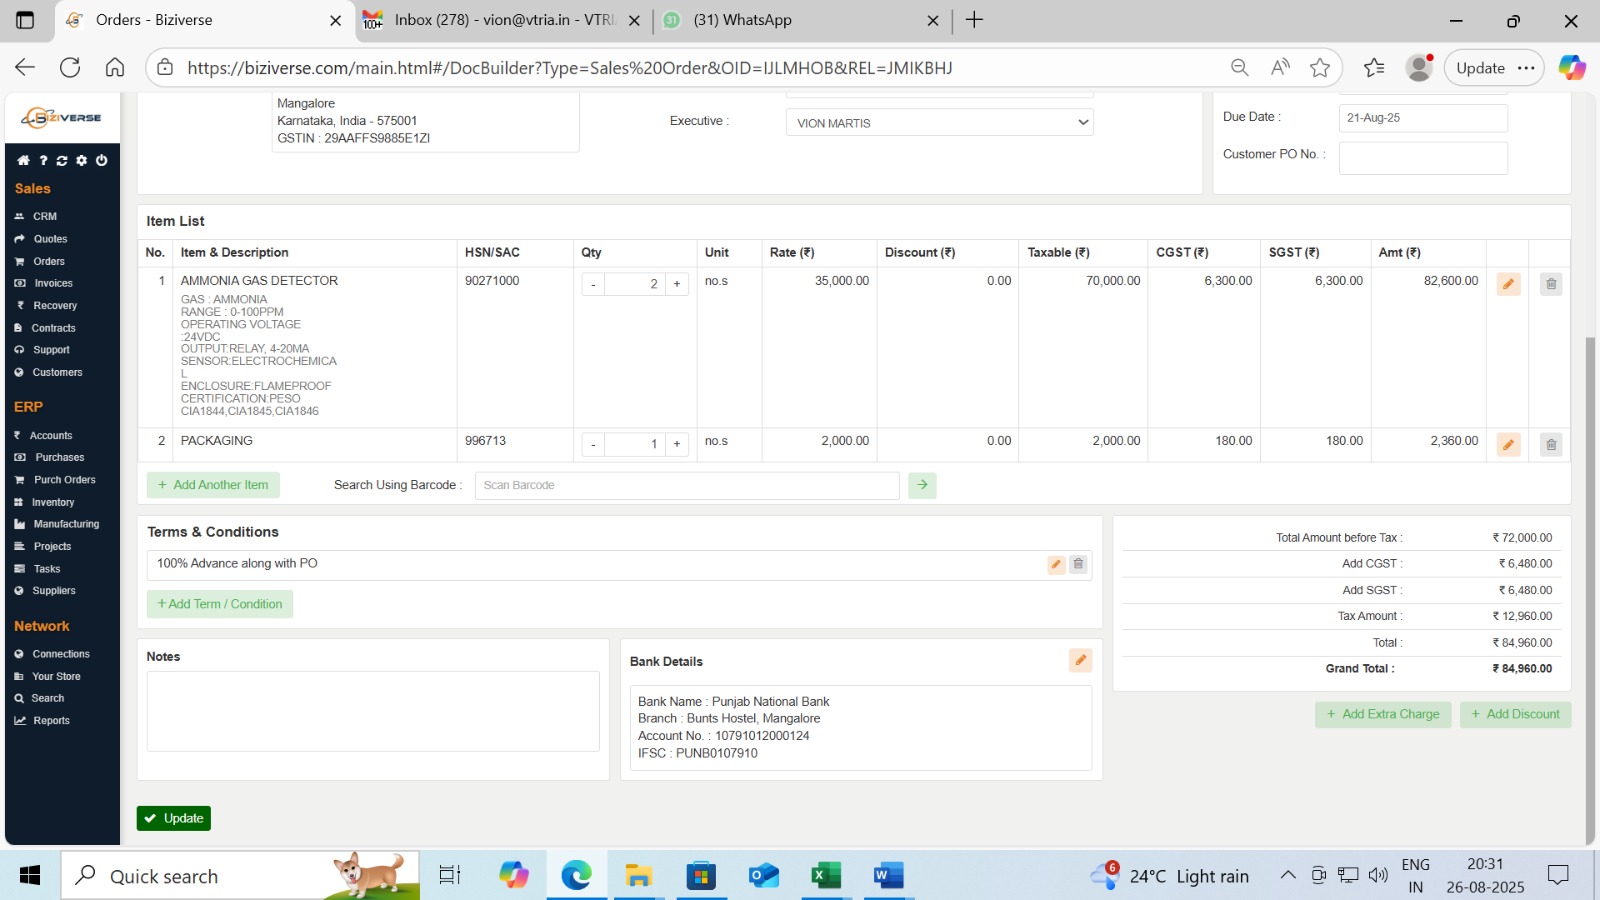 Orders - Biziverse
Inbox (278) - vion@vtria.in - VTRI
(31) WhatsApp
https://biziverse.com/main.html#/DocBuilder?Type=Sales%20Order&OID=IJLMHOB&REL=JMIKBHJ
Update
BIZIVERSE
Sales
CRM
Quotes
Orders
Invoices
Recovery
Contracts
Support
Customers
ERP
Accounts
Purchases
Purch Orders
Inventory
Manufacturing
Projects
Tasks
Suppliers
Network
Connections
Your Store
Search
Reports
Mangalore
Karnataka, India - 575001
GSTIN : 29AAFFS9885E1ZI
Executive : VION MARTIS
Due Date : 21-Aug-25
Customer PO No. :
Item List
No. Item & Description HSN/SAC Qty Unit Rate (₹) Discount (₹) Taxable (₹) CGST (₹) SGST (₹) Amt (₹)
1 AMMONIA GAS DETECTOR 90271000 - 2 + no.s 35,000.00 0.00 70,000.00 6,300.00 6,300.00 82,600.00
GAS : AMMONIA
RANGE : 0-100PPM
OPERATING VOLTAGE
:24VDC
OUTPUT:RELAY, 4-20MA
SENSOR:ELECTROCHEMICA
L
ENCLOSURE:FLAMEPROOF
CERTIFICATION:PESO
CIA1844,CIA1845,CIA1846
2 PACKAGING 996713 - 1 + no.s 2,000.00 0.00 2,000.00 180.00 180.00 2,360.00
+ Add Another Item Search Using Barcode : Scan Barcode
Terms & Conditions
100% Advance along with PO
+ Add Term / Condition
Total Amount before Tax : ₹ 72,000.00
Add CGST : ₹ 6,480.00
Add SGST : ₹ 6,480.00
Tax Amount : ₹ 12,960.00
Total : ₹ 84,960.00
Grand Total : ₹ 84,960.00
+ Add Extra Charge + Add Discount
Notes
Bank Details
Bank Name : Punjab National Bank
Branch : Bunts Hostel, Mangalore
Account No. : 10791012000124
IFSC : PUNB0107910
Update
Quick search
6
24°C Light rain
ENG
IN
20:31
26-08-2025